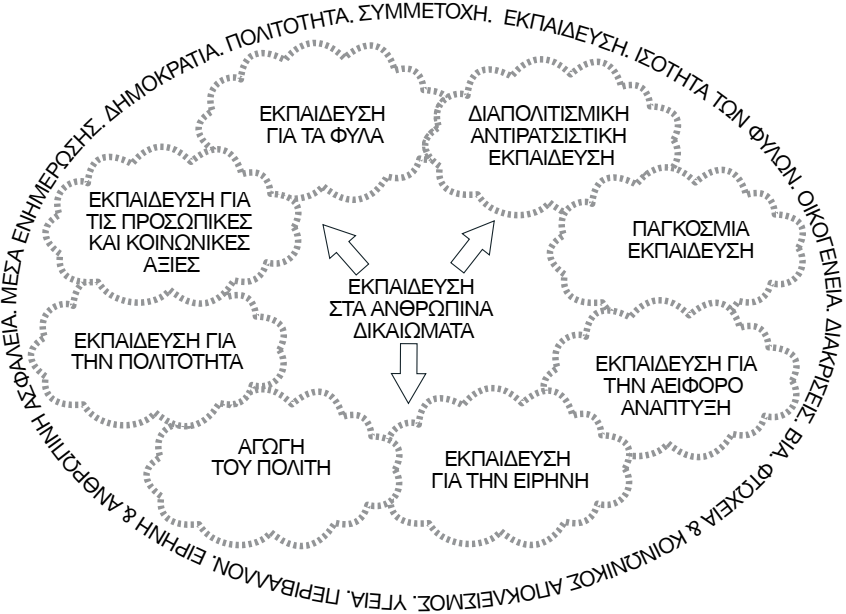 ΜΕΣΑ ΕΝΗΜΕΡΩΣΗΣ. ΔΗΜΟΚΡΑΤΙΑ. ΠΟΛΙΤΟΤΗΤΑ. ΣΥΜΜΕΤΟΧΗ. ΕΚΠΑΙΔΕΥΣΗ. ΙΣΟΤΗΤΑ ΤΩΝ ΦΥΛΩΝ. ΟΙΚΟΓΕΝΕΙΑ. ΔΙΑΚΡΙΣΕΙΣ. ΒΙΑ. ΦΤΩΧΕΙΑ & ΚΟΙΝΩΝΙΚΟΣ ΑΠΟΚΛΕΙΣΜΟΣ. ΥΓΕΙΑ. ΠΕΡΙΒΑΛΛΟΝ. ΕΙΡΗΝΗ & ΑΝΘΡΩΠΙΝΗ ΑΣΦΑΛΕΙΑ.
ΕΚΠΑΙΔΕΥΣΗ
ΓΙΑ ΤΑ ΦΥΛΑ
ΔΙΑΠΟΛΙΤΙΣΜΙΚΗ
ΑΝΤΙΡΑΤΣΙΣΤΙΚΗ
ΕΚΠΑΙΔΕΥΣΗ
ΕΚΠΑΙΔΕΥΣΗ ΓΙΑ
ΤΙΣ ΠΡΟΣΩΠΙΚΕΣ
ΚΑΙ ΚΟΙΝΩΝΙΚΕΣ
ΑΞΙΕΣ
ΠΑΓΚΟΣΜΙΑ
ΕΚΠΑΙΔΕΥΣΗ
ΕΚΠΑΙΔΕΥΣΗ
ΣΤΑ ΑΝΘΡΩΠΙΝΑ
ΔΙΚΑΙΩΜΑΤΑ
ΕΚΠΑΙΔΕΥΣΗ ΓΙΑ
ΤΗΝ ΠΟΛΙΤΟΤΗΤΑ
ΕΚΠΑΙΔΕΥΣΗ ΓΙΑ
ΤΗΝ ΑΕΙΦΟΡΟ
ΑΝΑΠΤΥΞΗ
ΑΓΩΓΗ
ΤΟΥ ΠΟΛΙΤΗ
ΕΚΠΑΙΔΕΥΣΗ
ΓΙΑ ΤΗΝ ΕΙΡΗΝΗ